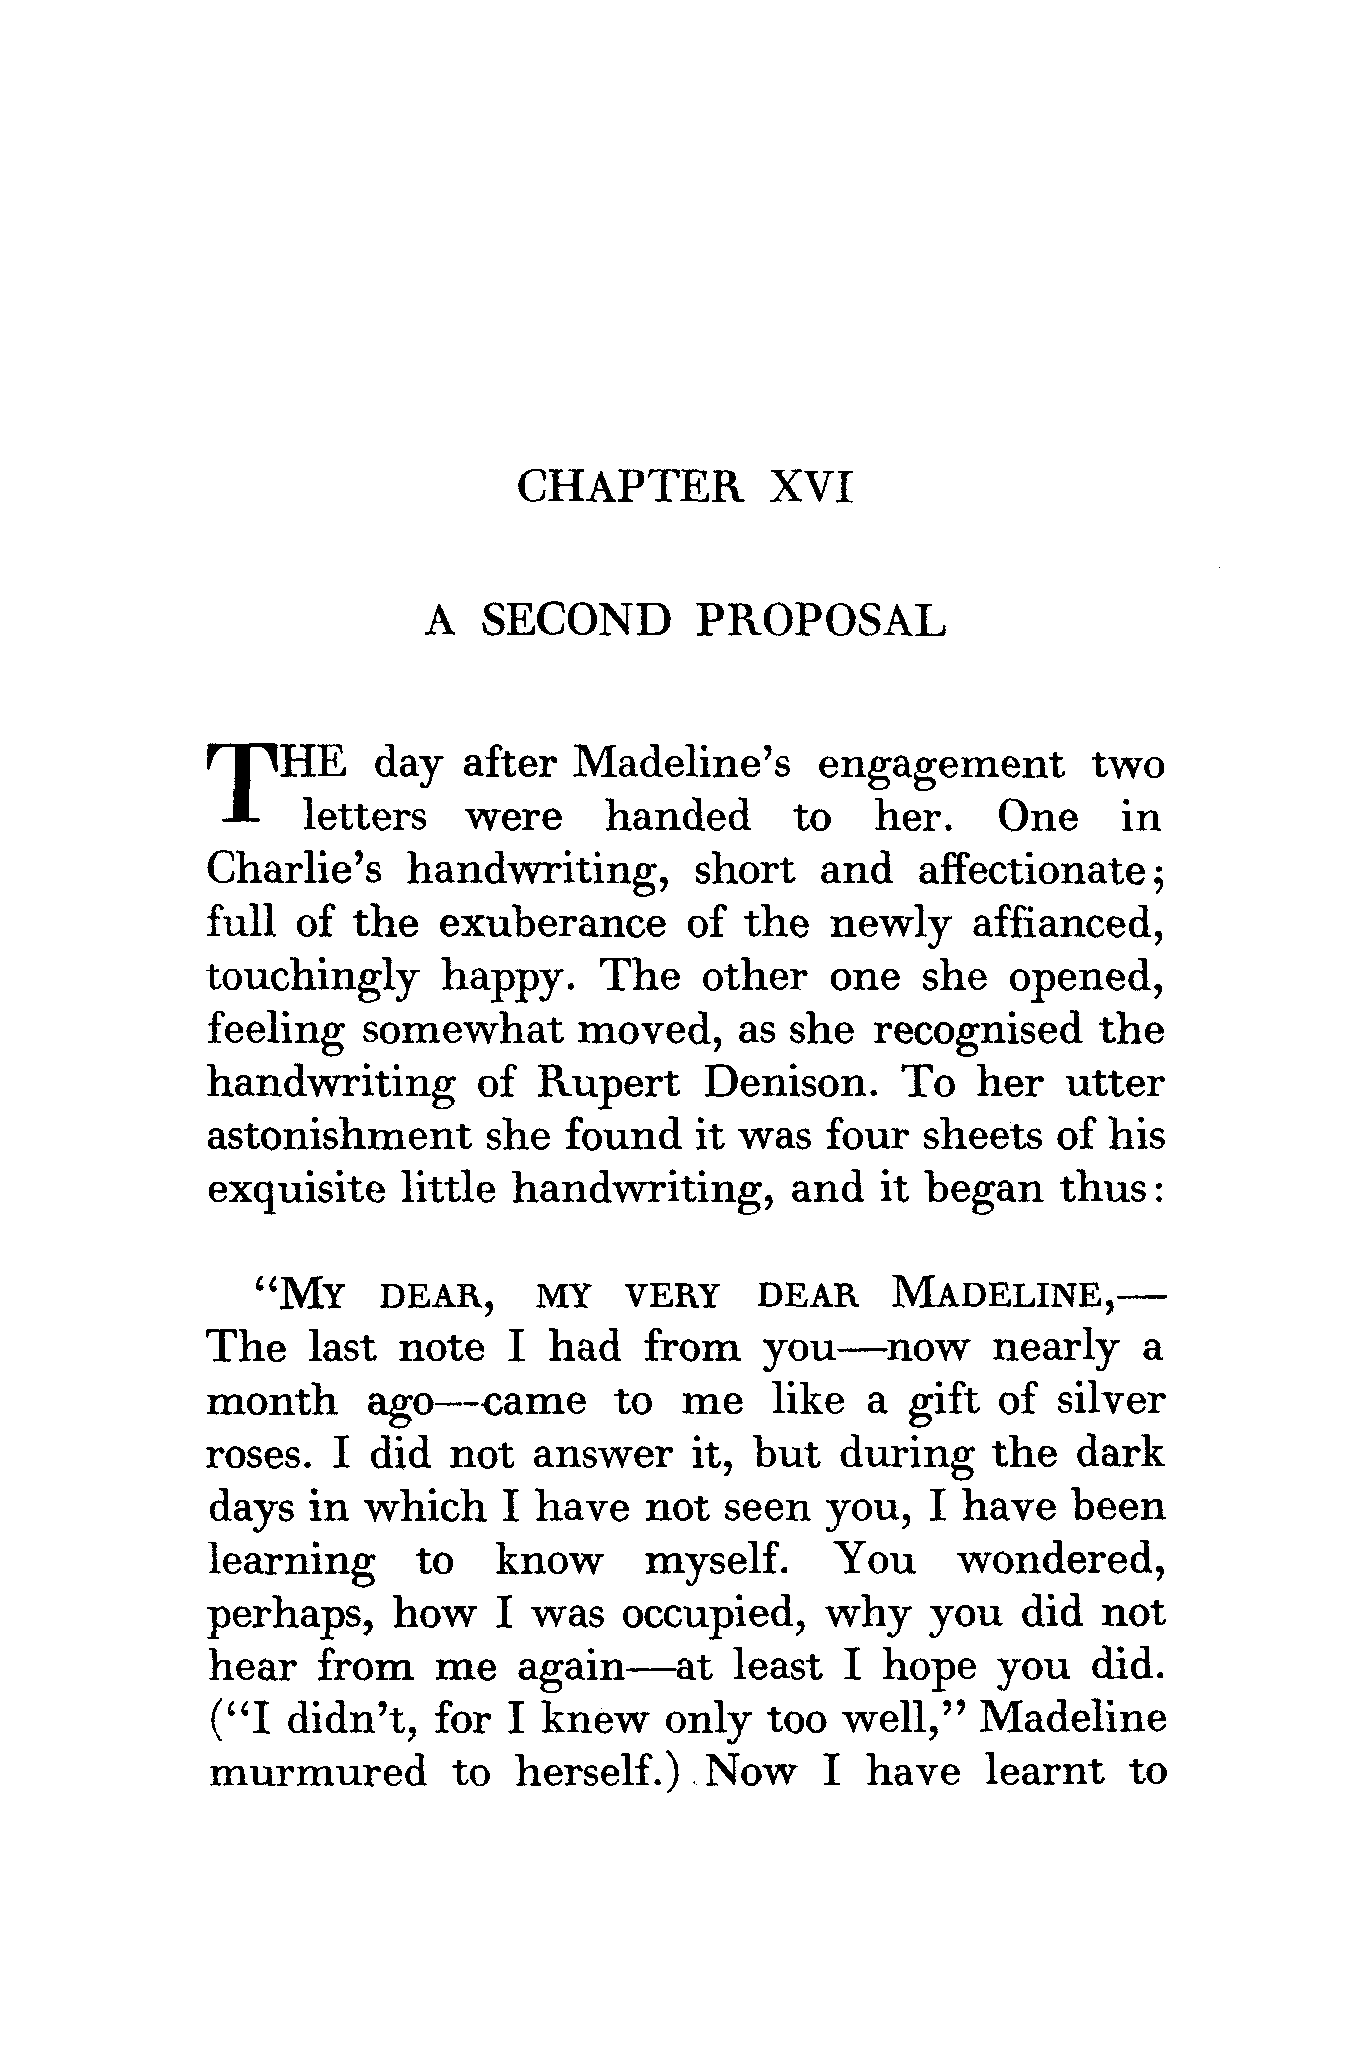 CHAPTER XVI
A SECOND PROPOSAL
THE day after Madeline's engagement two
letters were handed to her. One in
Charlie's handwriting, short and affectionate;
full of the exuberance of the newly affianced,
touchingly happy. The other one she opened,
feeling somewhat moved, as she recognised the
handwriting of Rupert Denison. To her utter
astonishment she found it was four sheets of his
exquisite little handwriting, and it began thus:
“MY DEAR, MY VERY DEAR MADELINE,—
The last note I had from you—now nearly a
month ago—came to me like a gift of silver
roses. I did not answer it, but during the dark
days in which I have not seen you, I have been
learning to know myself. You wondered,
perhaps, how I was occupied, why you did not
hear from me again—at least I hope you did.
(“I didn't, for I knew only too well,” Madeline
murmured to herself.) Now I have learnt to